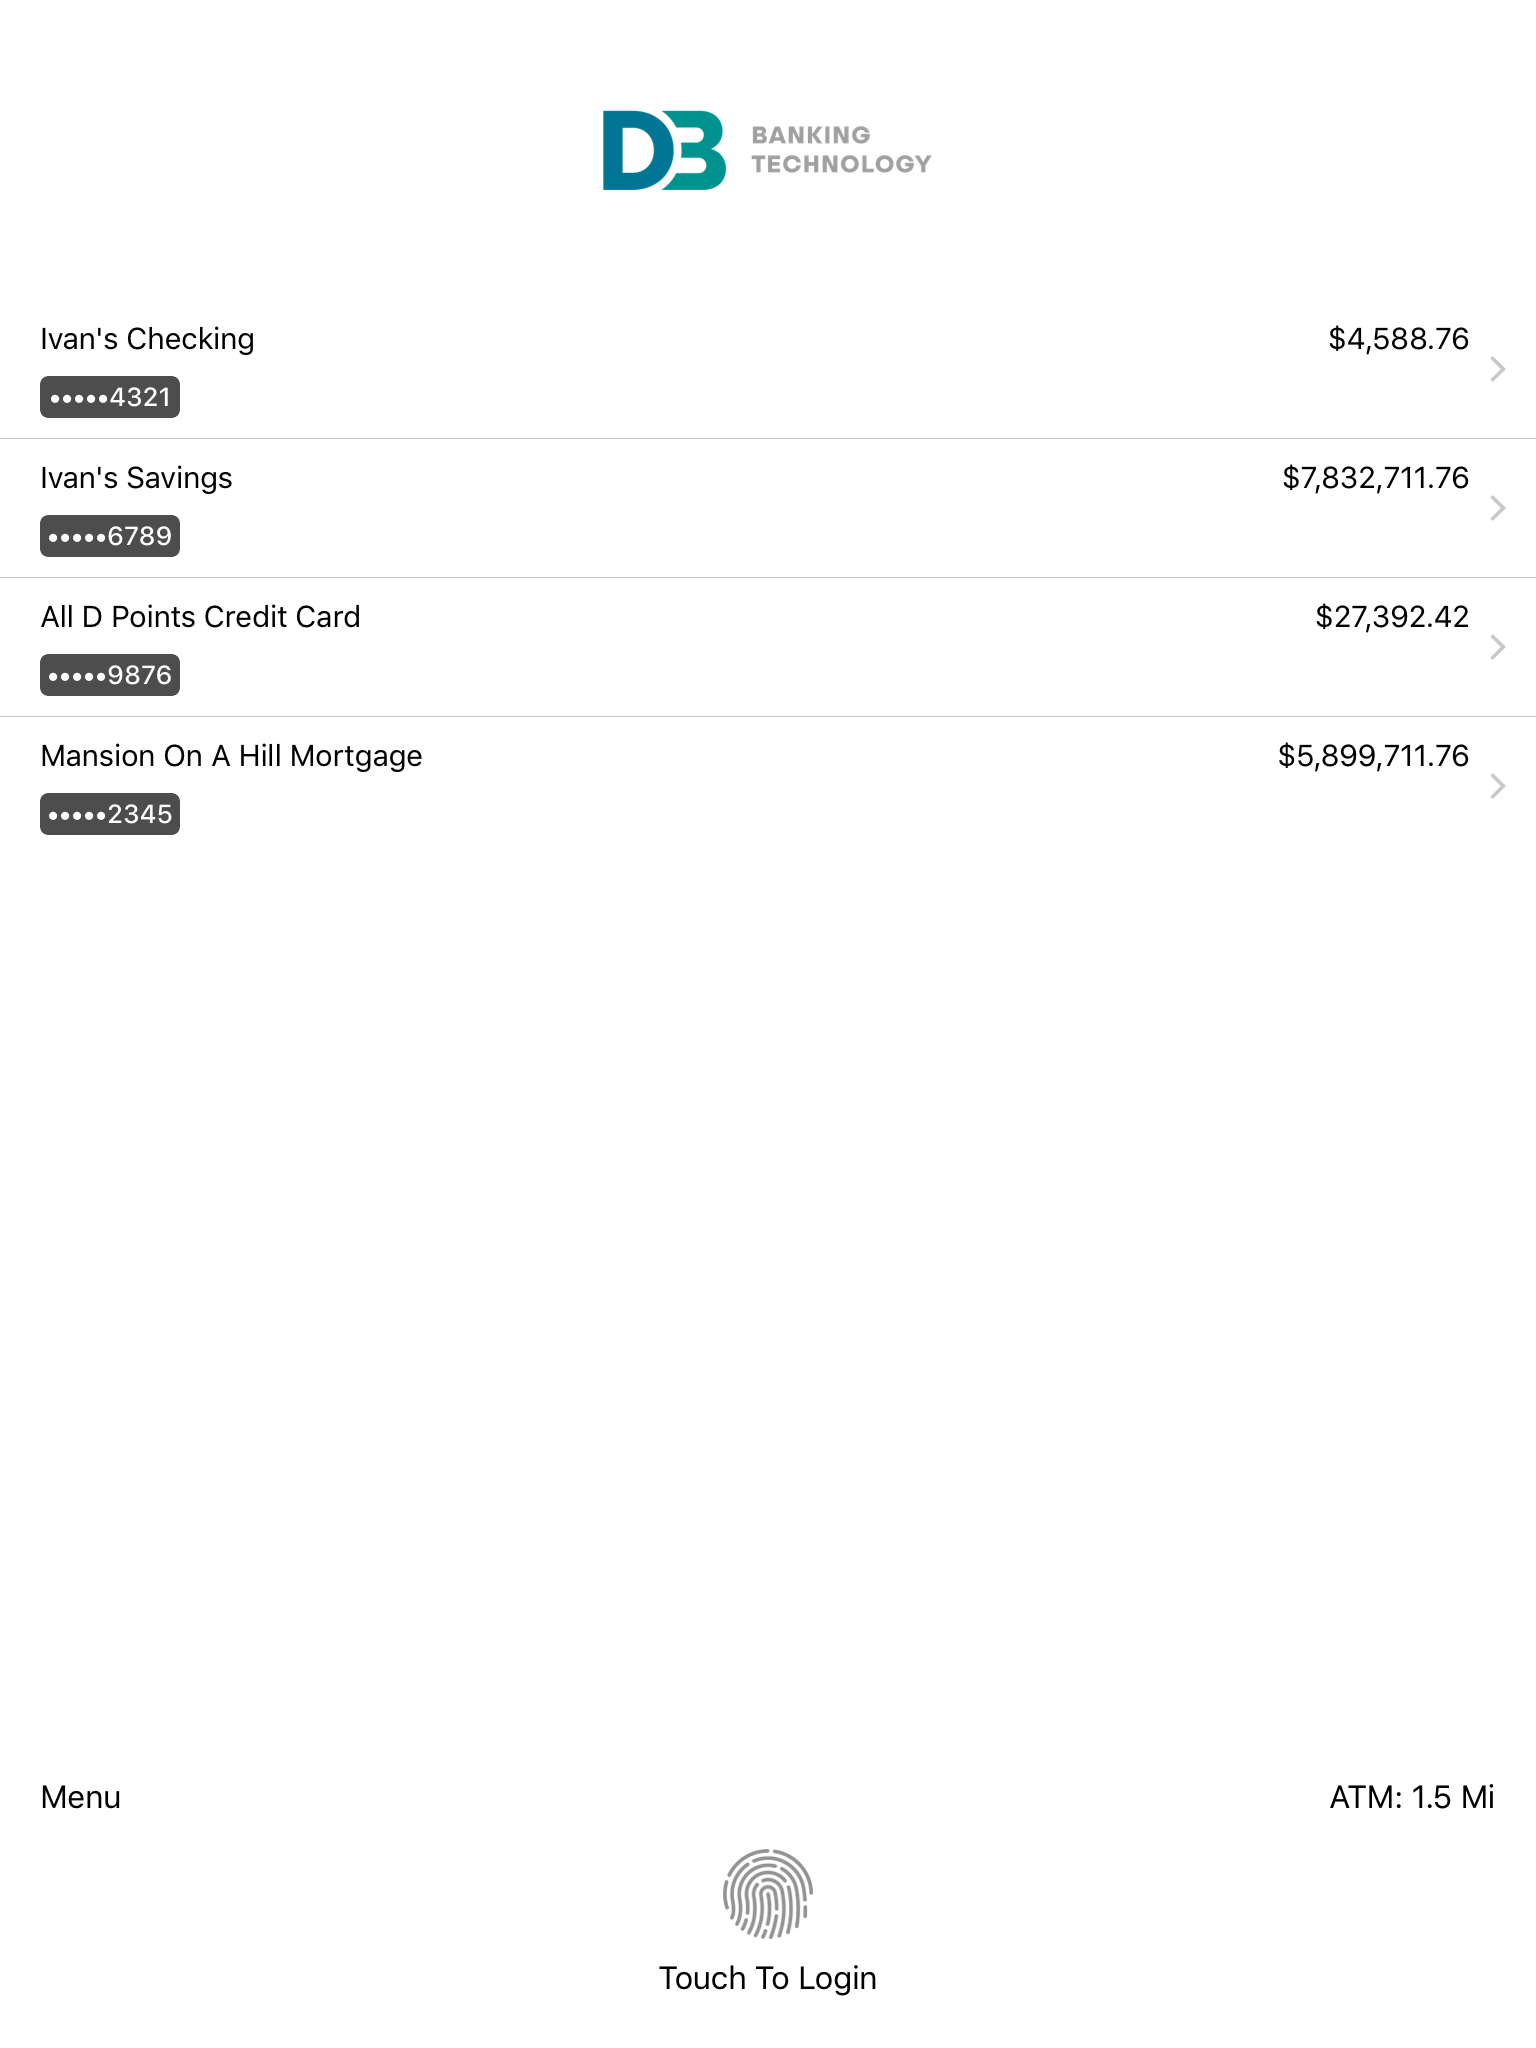 DB BANKING
TECHNOLOGY
Ivan's Checking $4,588.76
•••••4321
Ivan's Savings $7,832,711.76
•••••6789
All D Points Credit Card $27,392.42
•••••9876
Mansion On A Hill Mortgage $5,899,711.76
•••••2345
Menu ATM: 1.5 Mi
Touch To Login